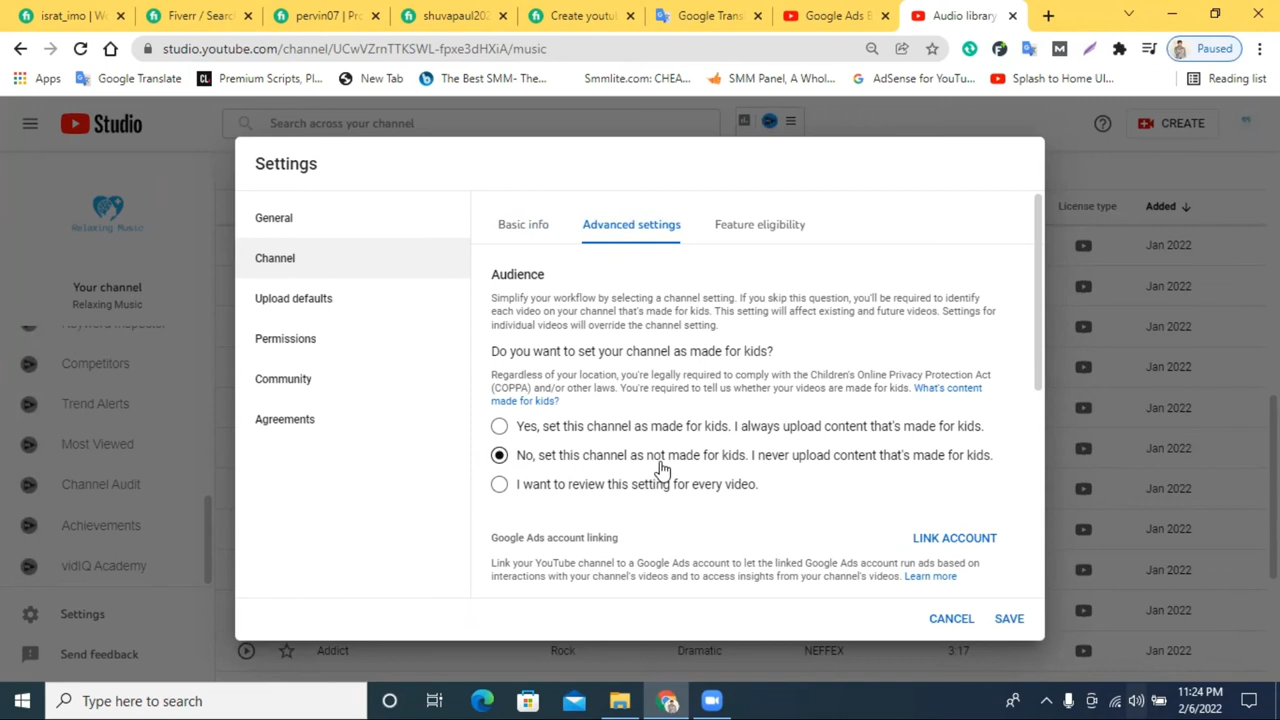 israt_imo | Wo
Fiverr / Search
pervin07 | Pro
shuvapaul202
Create youtu
Google Trans
Google Ads B
Audio library
studio.youtube.com/channel/UCwVZrnTTKSWL-fpxe3dHXiA/music
Paused
Apps
Google Translate
Premium Scripts, Pl...
New Tab
The Best SMM- The...
Smmlite.com: CHEA...
SMM Panel, A Whol...
AdSense for YouTu...
Splash to Home UI...
Reading list
Studio
Search across your channel
CREATE
Relaxing Music
Your channel
Relaxing Music
Competitors
Trend Alerts
Most Viewed
Channel Audit
Achievements
vidIQ Academy
Settings
Send feedback
Settings
General
Channel
Upload defaults
Permissions
Community
Agreements
Basic info
Advanced settings
Feature eligibility
Audience
Simplify your workflow by selecting a channel setting. If you skip this question, you'll be required to identify
each video on your channel that's made for kids. This setting will affect existing and future videos. Settings for
individual videos will override the channel setting.
Do you want to set your channel as made for kids?
Regardless of your location, you're legally required to comply with the Children's Online Privacy Protection Act
(COPPA) and/or other laws. You're required to tell us whether your videos are made for kids. What's content
made for kids?
Yes, set this channel as made for kids. I always upload content that's made for kids.
No, set this channel as not made for kids. I never upload content that's made for kids.
I want to review this setting for every video.
Google Ads account linking
LINK ACCOUNT
Link your YouTube channel to a Google Ads account to let the linked Google Ads account run ads based on
interactions with your channel's videos and to access insights from your channel's videos. Learn more
CANCEL
SAVE
License type
Added
Jan 2022
Jan 2022
Jan 2022
Jan 2022
Jan 2022
Jan 2022
Jan 2022
Jan 2022
Jan 2022
Jan 2022
Addict
Rock
Dramatic
NEFFEX
3:17
Jan 2022
Type here to search
11:24 PM
2/6/2022